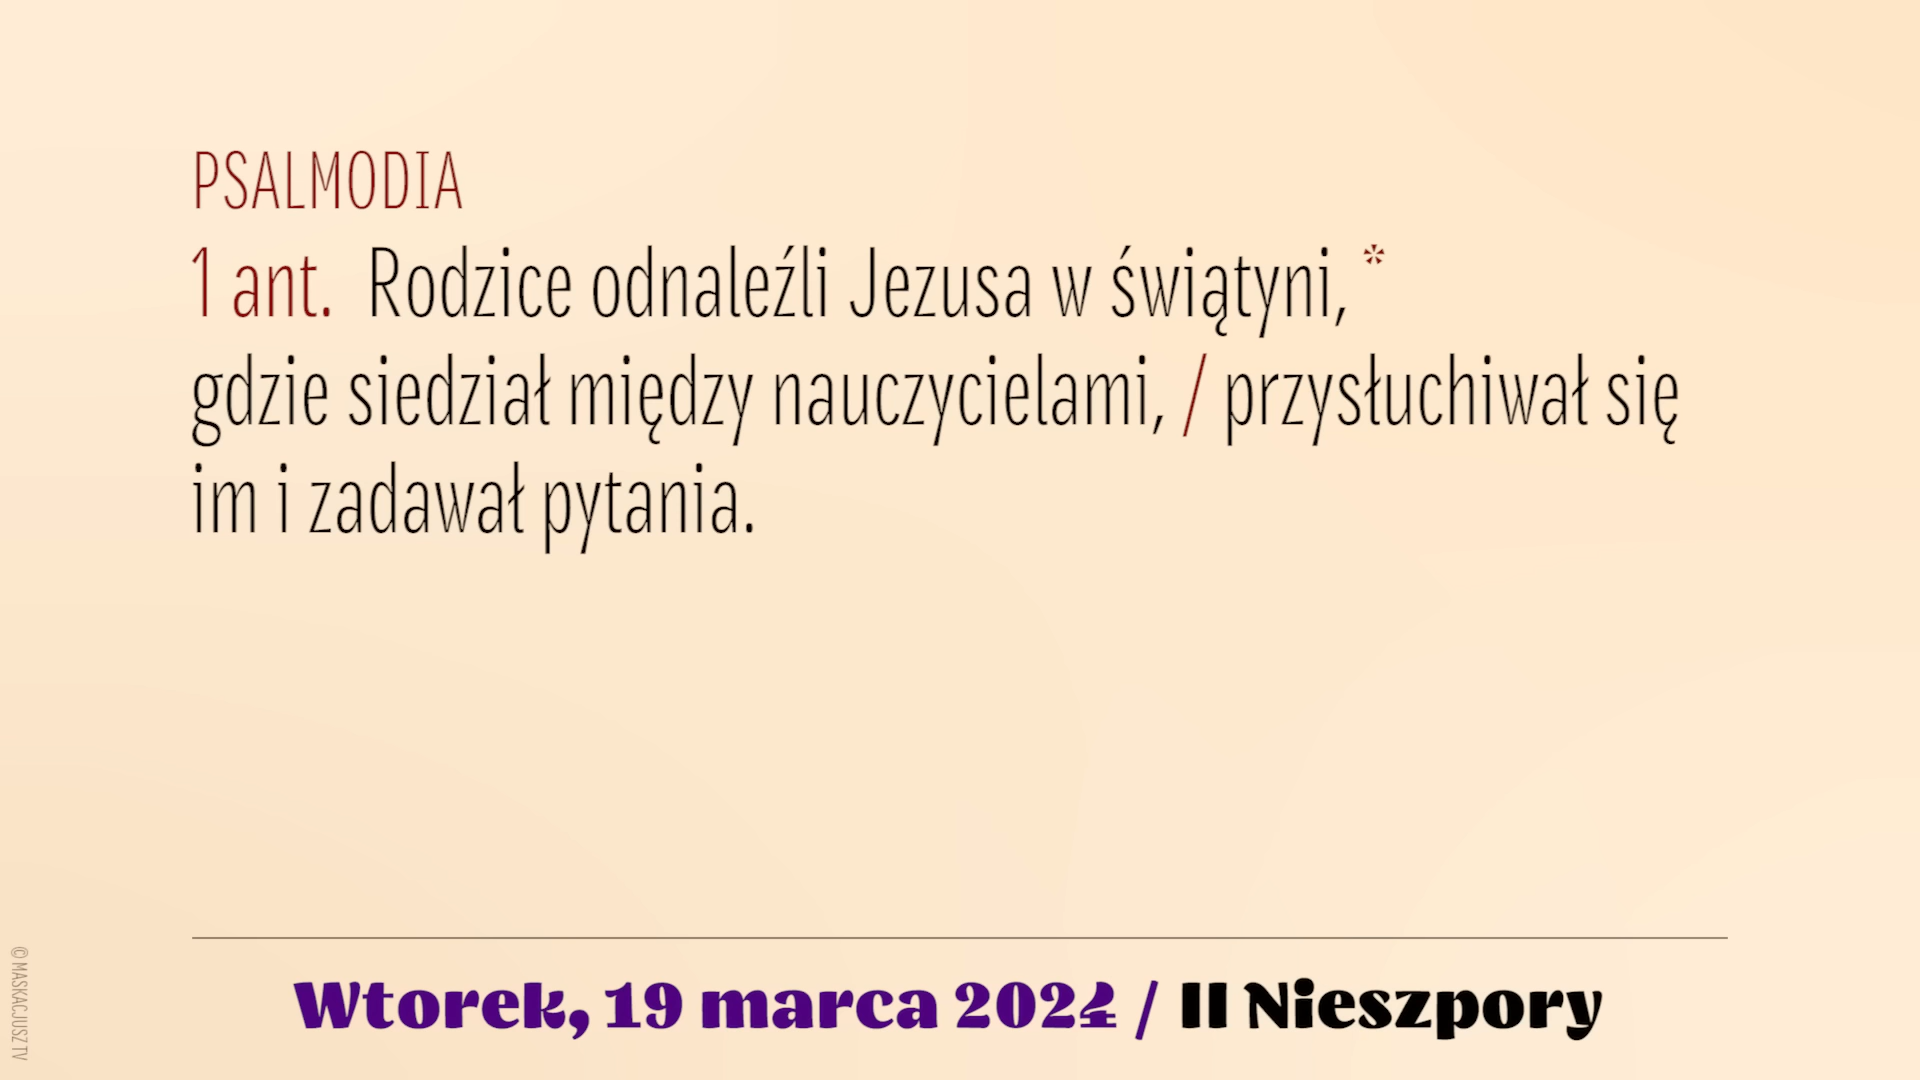 PSALMODIA
1 ant. Rodzice odnaleźli Jezusa w świątyni, *
gdzie siedział między nauczycielami, / przysłuchiwał się
im i zadawał pytania.
Wtorek, 19 marca 2024 / II Nieszpory
© MASKACJUSZ TV